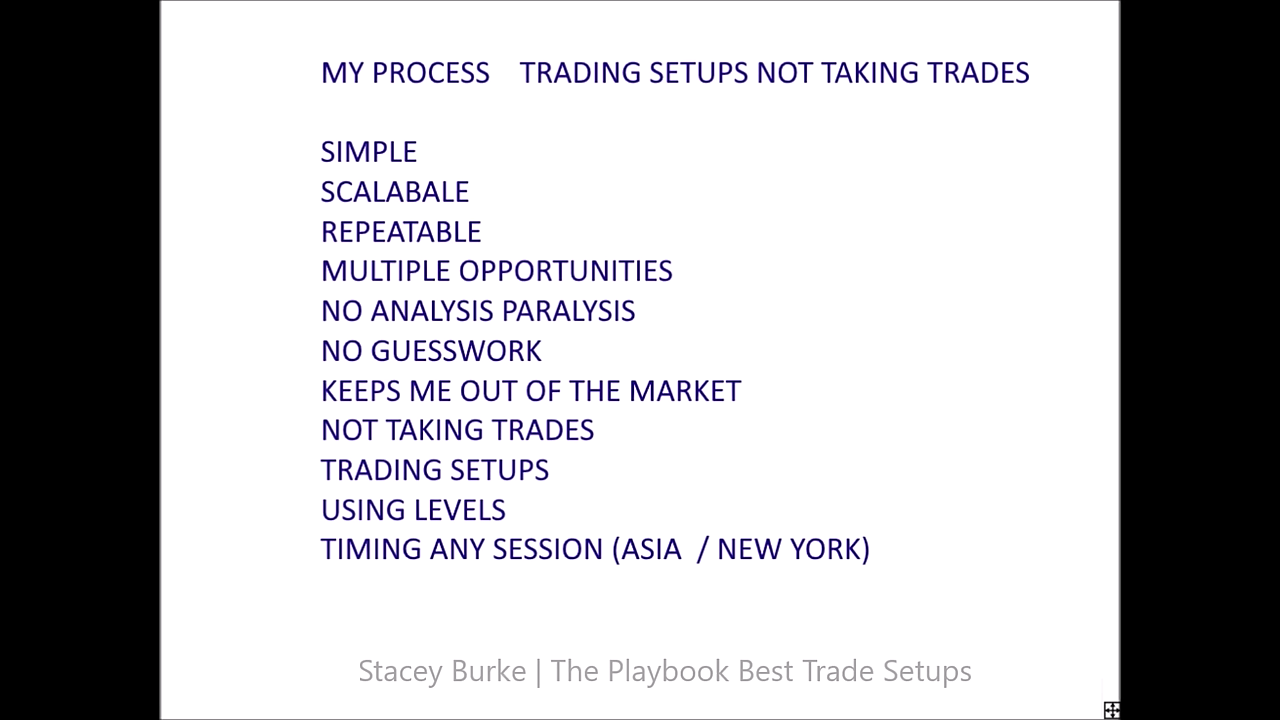 MY PROCESS    TRADING SETUPS NOT TAKING TRADES
SIMPLE
SCALABALE
REPEATABLE
MULTIPLE OPPORTUNITIES
NO ANALYSIS PARALYSIS
NO GUESSWORK
KEEPS ME OUT OF THE MARKET
NOT TAKING TRADES
TRADING SETUPS
USING LEVELS
TIMING ANY SESSION (ASIA  / NEW YORK)
Stacey Burke | The Playbook Best Trade Setups